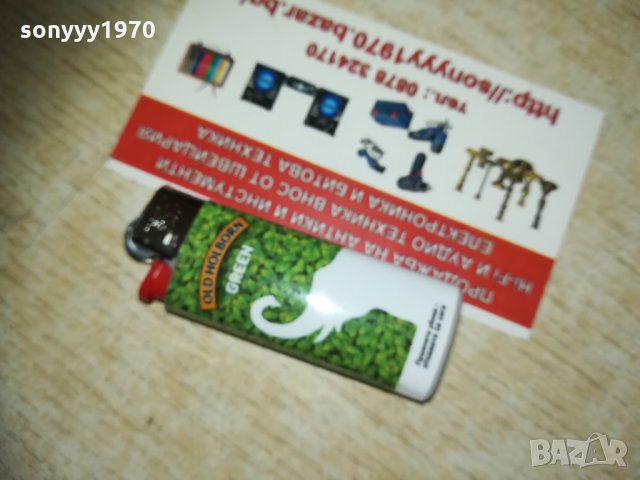 sonyyy1970
http://sonyyy1970.bazar.bg/
тел.: 0878 324170
ПРОДАЖБА НА АНТИКИ И ИНСТУМЕНТИ
HI-FI И АУДИО ТЕХНИКА ВНОС ОТ ШВЕЙЦАРИЯ
ЕЛЕКТРОНИКА И БИТОВА ТЕХНИКА
OLD HOLBORN
GREEN
BAZAR